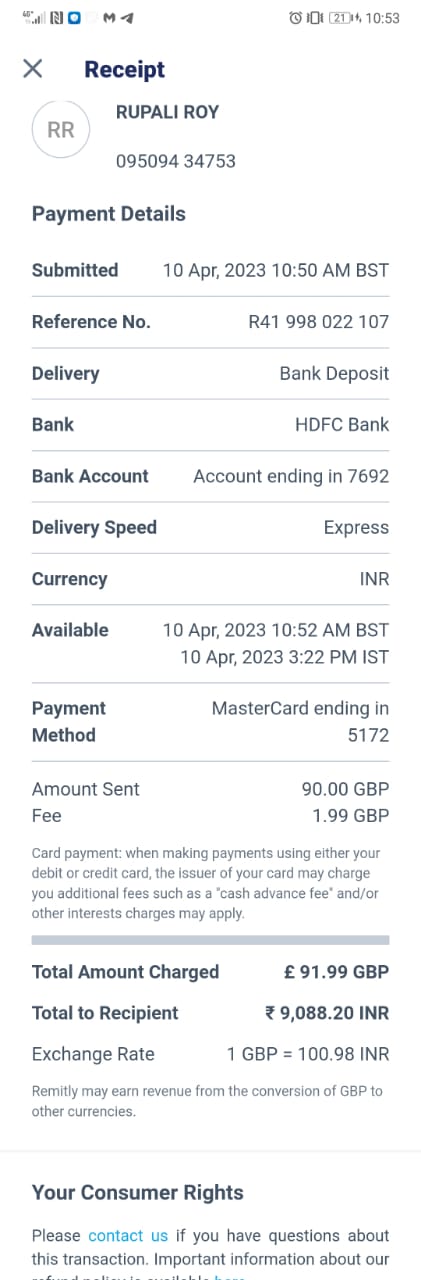 4G
21
10:53
Receipt
RR
RUPALI ROY
095094 34753
Payment Details
Submitted 10 Apr, 2023 10:50 AM BST
Reference No. R41 998 022 107
Delivery Bank Deposit
Bank HDFC Bank
Bank Account Account ending in 7692
Delivery Speed Express
Currency INR
Available 10 Apr, 2023 10:52 AM BST
10 Apr, 2023 3:22 PM IST
Payment MasterCard ending in
Method 5172
Amount Sent 90.00 GBP
Fee 1.99 GBP
Card payment: when making payments using either your
debit or credit card, the issuer of your card may charge
you additional fees such as a "cash advance fee" and/or
other interests charges may apply.
Total Amount Charged £ 91.99 GBP
Total to Recipient ₹ 9,088.20 INR
Exchange Rate 1 GBP = 100.98 INR
Remitly may earn revenue from the conversion of GBP to
other currencies.
Your Consumer Rights
Please contact us if you have questions about
this transaction. Important information about our
refund policy is available here